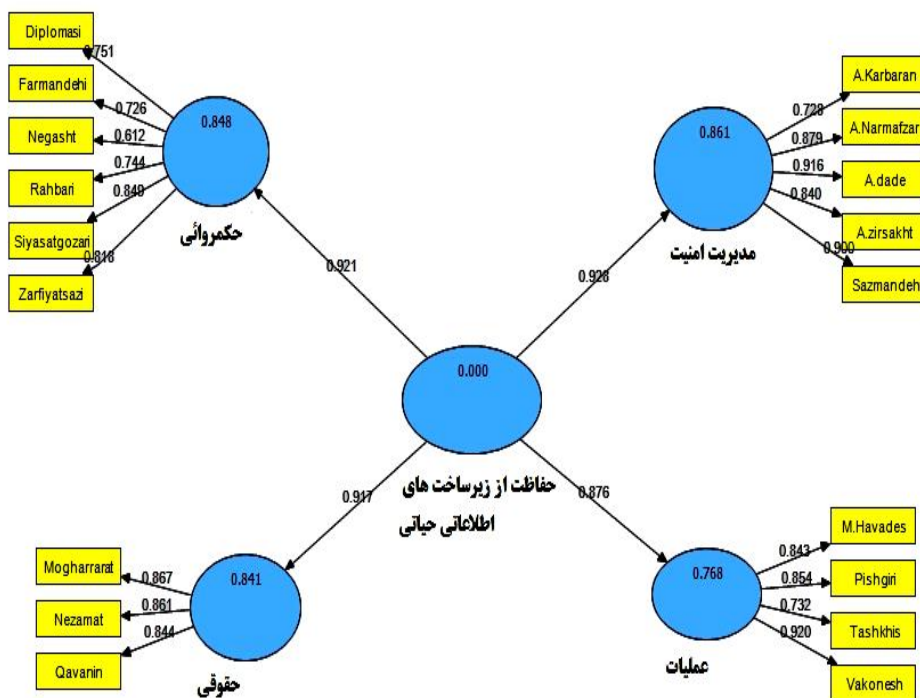 Diplomasi
Farmandehi
Negasht
Rahbari
Siyasatgozari
Zarfiyatsazi
0.751
0.726
0.612
0.744
0.849
0.818
0.848
حکمروائی
0.921
A.Karbaran
A.Narmafzar
A.dade
A.zirsakht
Sazmandeh
0.728
0.879
0.916
0.840
0.900
0.861
مدیریت امنیت
0.928
0.000
حفاظت از زیرساخت های
اطلاعاتی حیاتی
0.917
0.876
Mogharrarat
Nezamat
Qavanin
0.867
0.861
0.844
0.841
حقوقی
M.Havades
Pishgiri
Tashkhis
Vakonesh
0.843
0.854
0.732
0.920
0.768
عملیات